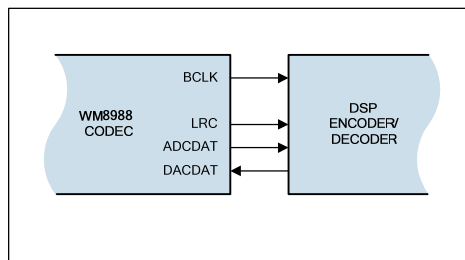 BCLK
WM8988
CODEC
LRC
ADCDAT
DACDAT
DSP
ENCODER/
DECODER